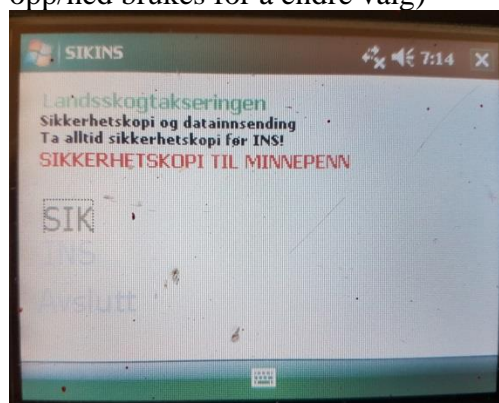 opp/ned brukes for å endre valg)
SIKINS 7:14
Landsskogtakseringen
Sikkerhetskopi og datainnsending
Ta alltid sikkerhetskopi før INS!
SIKKERHETSKOPI TIL MINNEPENN
SIK
INS
Avslutt